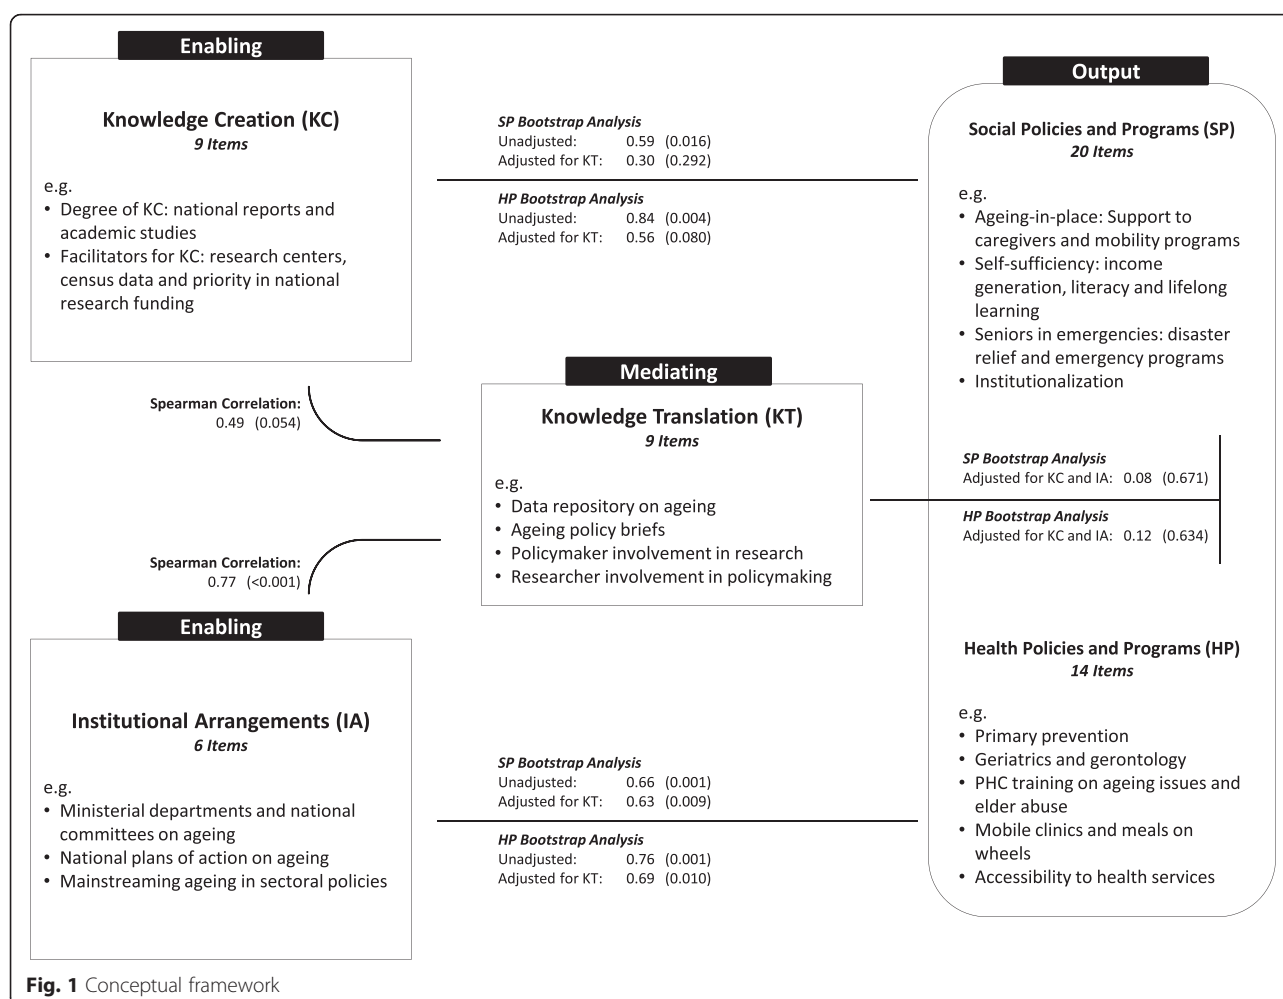 Enabling
Knowledge Creation (KC)
9 Items
e.g.
• Degree of KC: national reports and
academic studies
• Facilitators for KC: research centers,
census data and priority in national
research funding
SP Bootstrap Analysis
Unadjusted: 0.59 (0.016)
Adjusted for KT: 0.30 (0.292)
HP Bootstrap Analysis
Unadjusted: 0.84 (0.004)
Adjusted for KT: 0.56 (0.080)
Output
Social Policies and Programs (SP)
20 Items
e.g.
• Ageing-in-place: Support to
caregivers and mobility programs
• Self-sufficiency: income
generation, literacy and lifelong
learning
• Seniors in emergencies: disaster
relief and emergency programs
• Institutionalization
Spearman Correlation:
0.49 (0.054)
Mediating
Knowledge Translation (KT)
9 Items
e.g.
• Data repository on ageing
• Ageing policy briefs
• Policymaker involvement in research
• Researcher involvement in policymaking
SP Bootstrap Analysis
Adjusted for KC and IA: 0.08 (0.671)
HP Bootstrap Analysis
Adjusted for KC and IA: 0.12 (0.634)
Spearman Correlation:
0.77 (<0.001)
Enabling
Institutional Arrangements (IA)
6 Items
e.g.
• Ministerial departments and national
committees on ageing
• National plans of action on ageing
• Mainstreaming ageing in sectoral policies
SP Bootstrap Analysis
Unadjusted: 0.66 (0.001)
Adjusted for KT: 0.63 (0.009)
HP Bootstrap Analysis
Unadjusted: 0.76 (0.001)
Adjusted for KT: 0.69 (0.010)
Health Policies and Programs (HP)
14 Items
e.g.
• Primary prevention
• Geriatrics and gerontology
• PHC training on ageing issues and
elder abuse
• Mobile clinics and meals on
wheels
• Accessibility to health services
Fig. 1 Conceptual framework